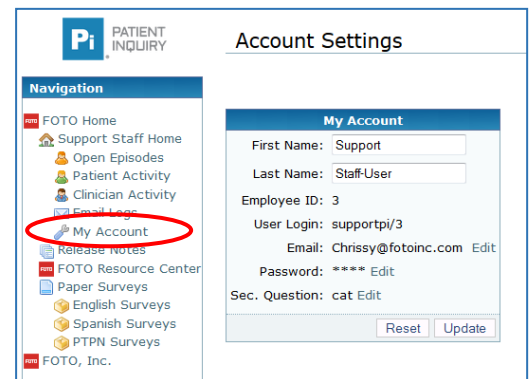 Pi PATIENT
INQUIRY
Account Settings
Navigation
FOTO FOTO Home
Support Staff Home
Open Episodes
Patient Activity
Clinician Activity
Email Logs
My Account
Release Notes
FOTO FOTO Resource Center
Paper Surveys
English Surveys
Spanish Surveys
PTPN Surveys
FOTO FOTO, Inc.
My Account
First Name: Support
Last Name: Staff-User
Employee ID: 3
User Login: supportpi/3
Email: Chrissy@fotoinc.com Edit
Password: **** Edit
Sec. Question: cat Edit
Reset Update